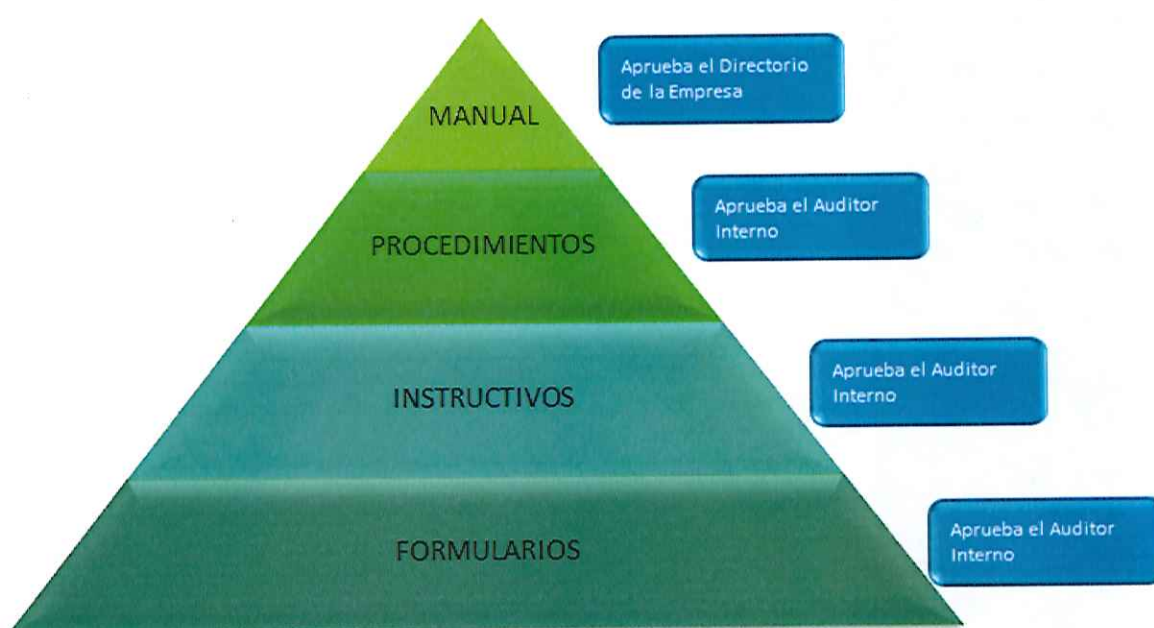 MANUAL
Aprueba el Directorio
de la Empresa
PROCEDIMIENTOS
Aprueba el Auditor
Interno
INSTRUCTIVOS
Aprueba el Auditor
Interno
FORMULARIOS
Aprueba el Auditor
Interno